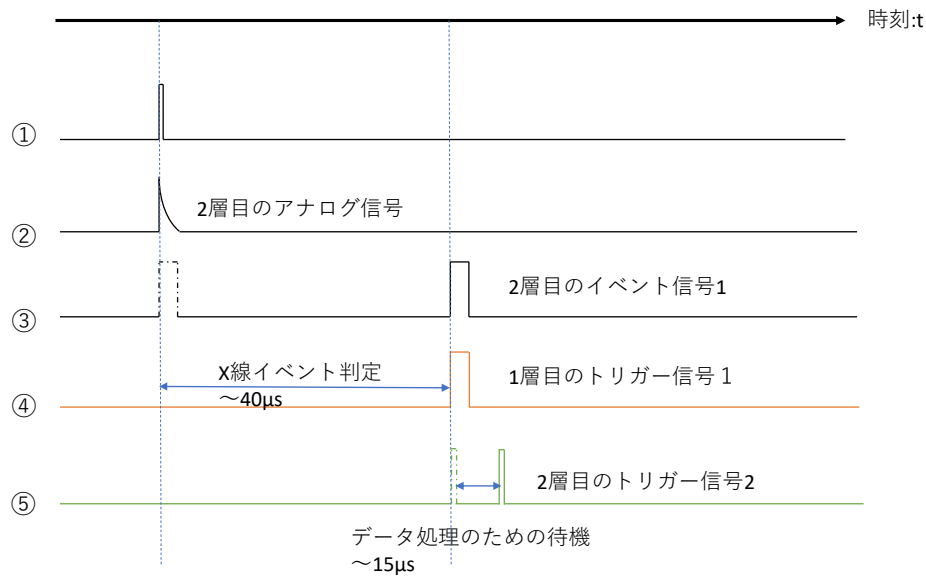 時刻:t
①
2層目のアナログ信号
②
2層目のイベント信号1
③
X線イベント判定
～40μs
1層目のトリガー信号１
④
2層目のトリガー信号2
⑤
データ処理のための待機
～15μs